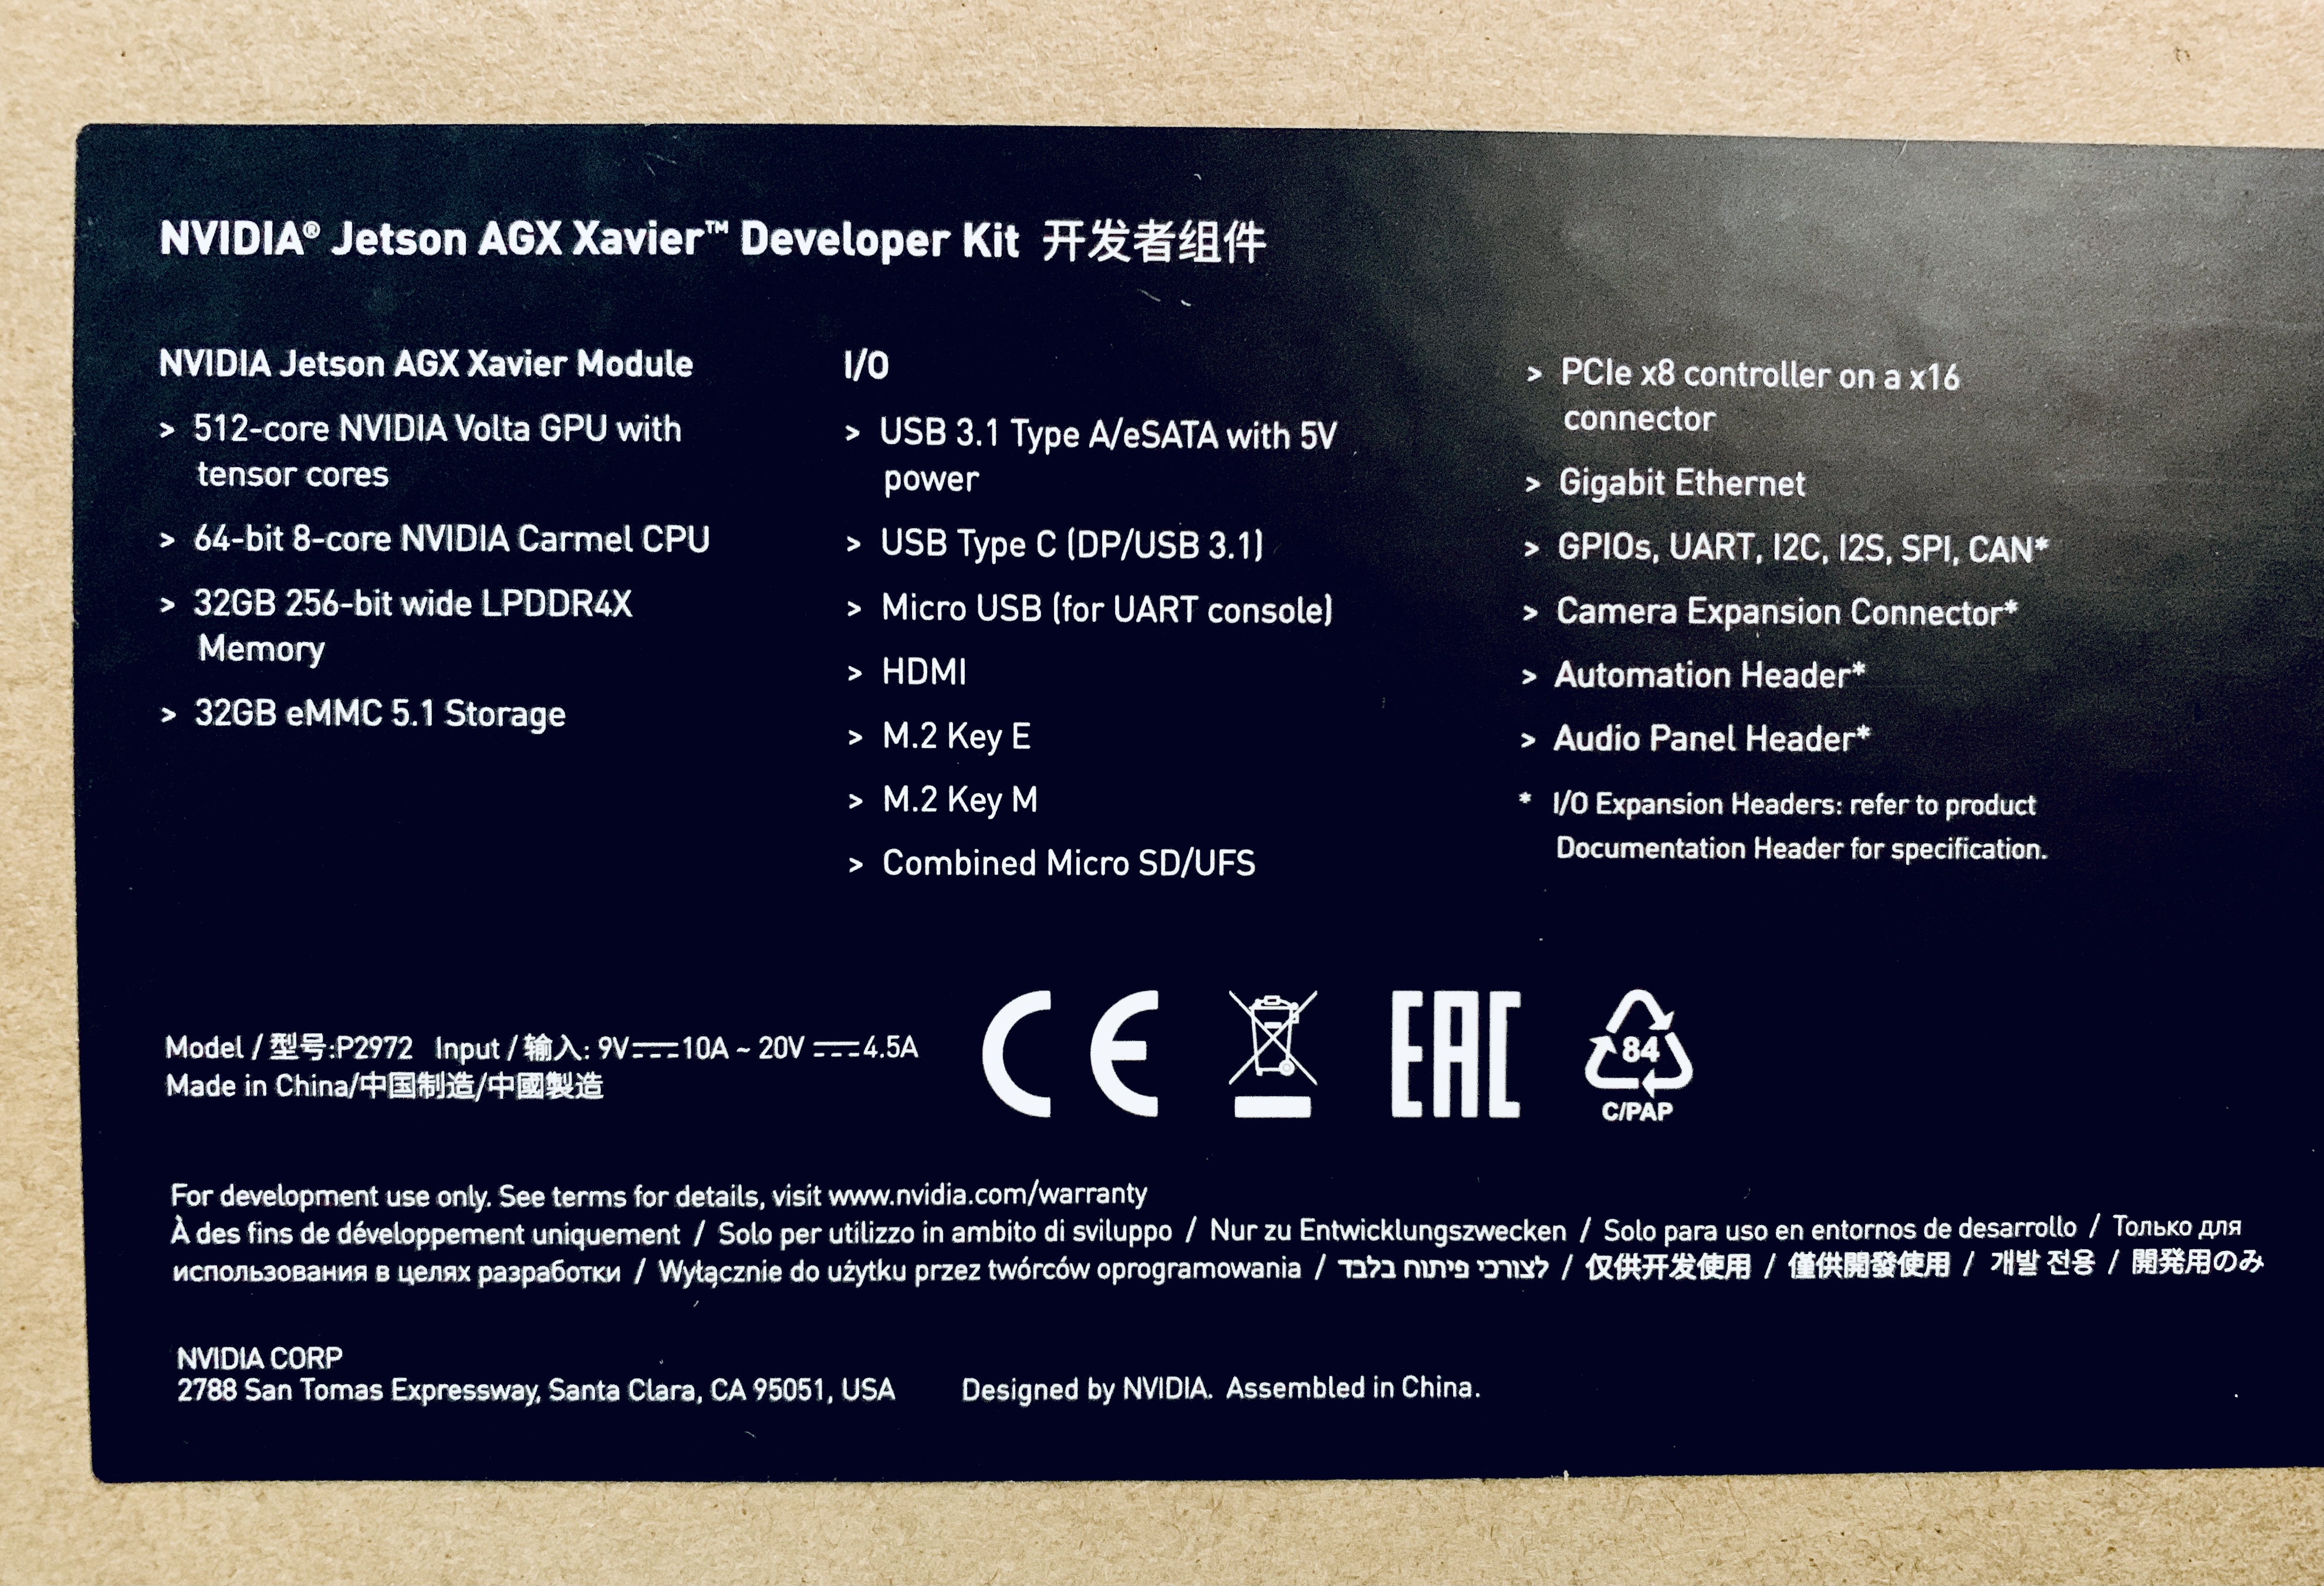 NVIDIA® Jetson AGX Xavier™ Developer Kit 开发者组件
NVIDIA Jetson AGX Xavier Module
> 512-core NVIDIA Volta GPU with
tensor cores
> 64-bit 8-core NVIDIA Carmel CPU
> 32GB 256-bit wide LPDDR4X
Memory
> 32GB eMMC 5.1 Storage
I/O
> USB 3.1 Type A/eSATA with 5V
power
> USB Type C (DP/USB 3.1)
> Micro USB (for UART console)
> HDMI
> M.2 Key E
> M.2 Key M
> Combined Micro SD/UFS
> PCIe x8 controller on a x16
connector
> Gigabit Ethernet
> GPIOs, UART, I2C, I2S, SPI, CAN*
> Camera Expansion Connector*
> Automation Header*
> Audio Panel Header*
* I/O Expansion Headers: refer to product
Documentation Header for specification.
Model / 型号:P2972 Input / 输入: 9V⎓10A ~ 20V ⎓4.5A
Made in China/中国制造/中國製造
CE
EAC
84
C/PAP
For development use only. See terms for details, visit www.nvidia.com/warranty
À des fins de développement uniquement / Solo per utilizzo in ambito di sviluppo / Nur zu Entwicklungszwecken / Solo para uso en entornos de desarrollo / Только для
использования в целях разработки / Wyłącznie do użytku przez twórców oprogramowania / לצורכי פיתוח בלבד / 仅供开发使用 / 僅供開發使用 / 개발 전용 / 開発用のみ
NVIDIA CORP
2788 San Tomas Expressway, Santa Clara, CA 95051, USA Designed by NVIDIA. Assembled in China.